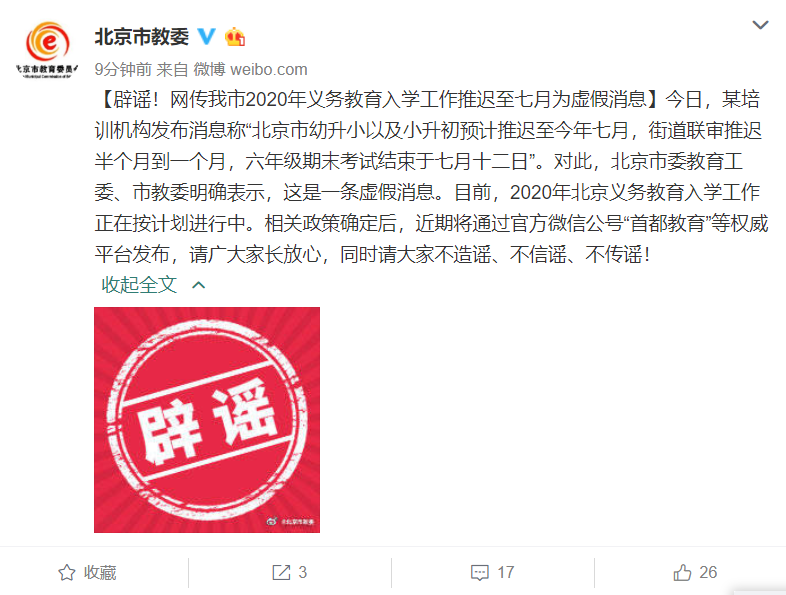 北京市教委
9分钟前 来自 微博 weibo.com
【辟谣！网传我市2020年义务教育入学工作推迟至七月为虚假消息】今日，某培
训机构发布消息称“北京市幼升小以及小升初预计推迟至今年七月，街道联审推迟
半个月到一个月，六年级期末考试结束于七月十二日”。对此，北京市委教育工
委、市教委明确表示，这是一条虚假消息。目前，2020年北京义务教育入学工作
正在按计划进行中。相关政策确定后，近期将通过官方微信公号“首都教育”等权威
平台发布，请广大家长放心，同时请大家不造谣、不信谣、不传谣！
收起全文
辟谣
@北京市教委
收藏
3
17
26